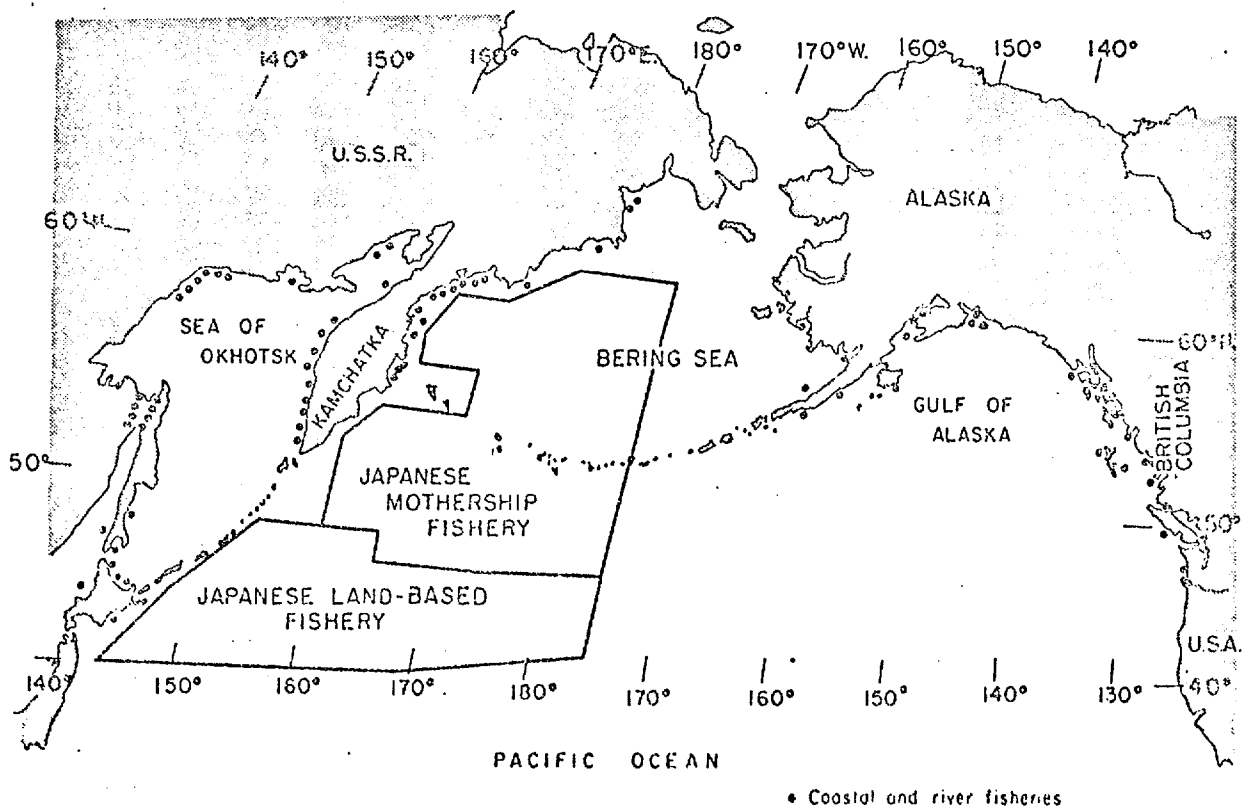 140° 150° 160° 170°E. 180° 170°W. 160° 150° 140°
U.S.S.R.
ALASKA
60°N.
SEA OF
OKHOTSK
KAMCHATKA
BERING SEA
60°N.
GULF OF
ALASKA
BRITISH
COLUMBIA
50°
JAPANESE
MOTHERSHIP
FISHERY
50°
JAPANESE LAND-BASED
FISHERY
U.S.A.
140° 150° 160° 170° 180° 170° 160° 150° 140° 130° 40°
PACIFIC OCEAN
• Coastal and river fisheries